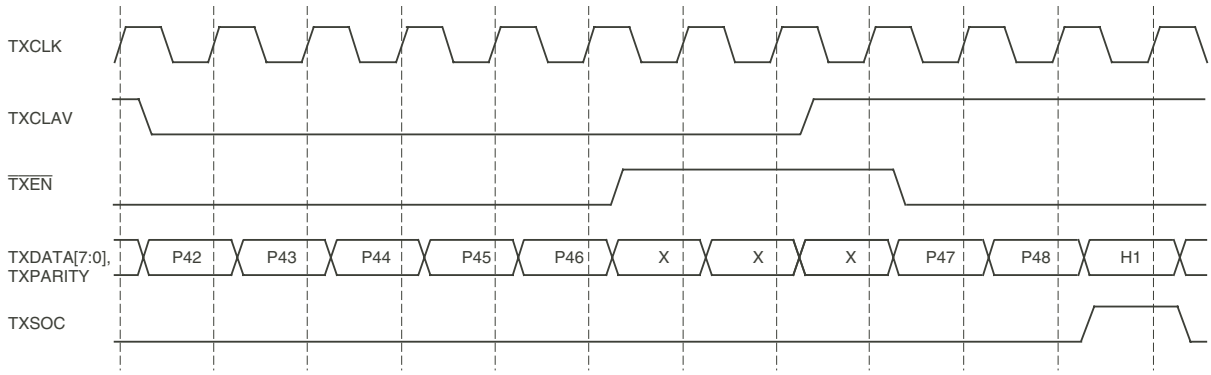 TXCLK
TXCLAV
TXEN
TXDATA[7:0],
TXPARITY
P42 P43 P44 P45 P46 X X X P47 P48 H1
TXSOC